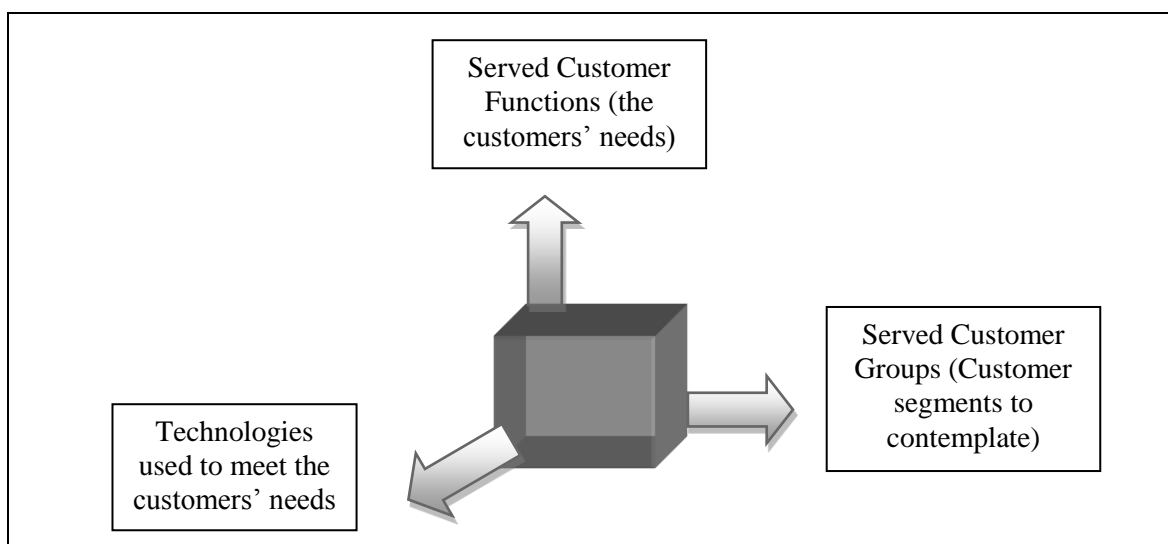 Served Customer
Functions (the
customers’ needs)
Served Customer
Groups (Customer
segments to
contemplate)
Technologies
used to meet the
customers’ needs